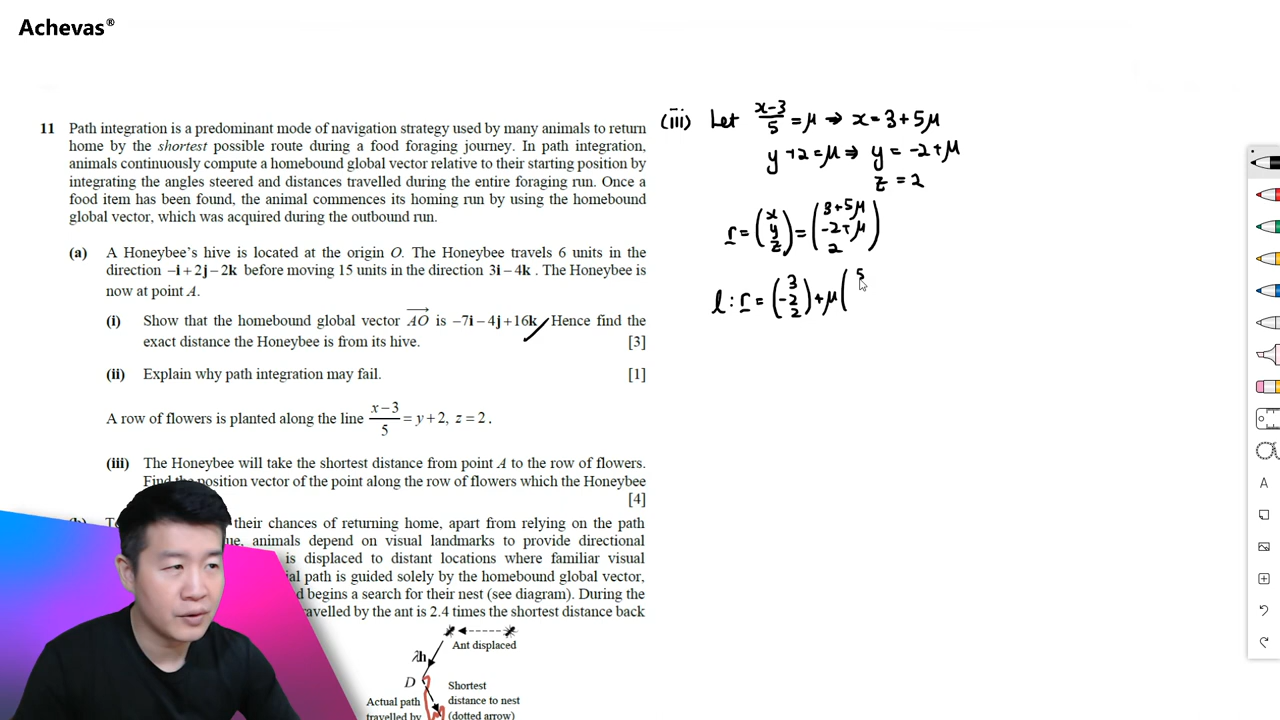 Achevas®
11 Path integration is a predominant mode of navigation strategy used by many animals to return
home by the shortest possible route during a food foraging journey. In path integration,
animals continuously compute a homebound global vector relative to their starting position by
integrating the angles steered and distances travelled during the entire foraging run. Once a
food item has been found, the animal commences its homing run by using the homebound
global vector, which was acquired during the outbound run.
(a) A Honeybee's hive is located at the origin O. The Honeybee travels 6 units in the
direction −i + 2j − 2k before moving 15 units in the direction 3i − 4k. The Honeybee is
now at point A.
(i) Show that the homebound global vector AO is −7i − 4j + 16k. Hence find the
exact distance the Honeybee is from its hive. [3]
(ii) Explain why path integration may fail. [1]
A row of flowers is planted along the line (x−3)/5 = y+2, z = 2.
(iii) The Honeybee will take the shortest distance from point A to the row of flowers.
Find the position vector of the point along the row of flowers which the Honeybee
[4]
their chances of returning home, apart from relying on the path
animals depend on visual landmarks to provide directional
is displaced to distant locations where familiar visual
path is guided solely by the homebound global vector,
begins a search for their nest (see diagram). During the
travelled by the ant is 2.4 times the shortest distance back
Ant displaced
λh
D
Shortest
distance to nest
(dotted arrow)
Actual path
travelled by
(iii) Let (x−3)/5 = μ ⇒ x = 3+5μ
y+2 = μ ⇒ y = −2+μ
z = 2
r = (x y z) = (3+5μ −2+μ 2)
l : r = (3 −2 2) + μ(5
A